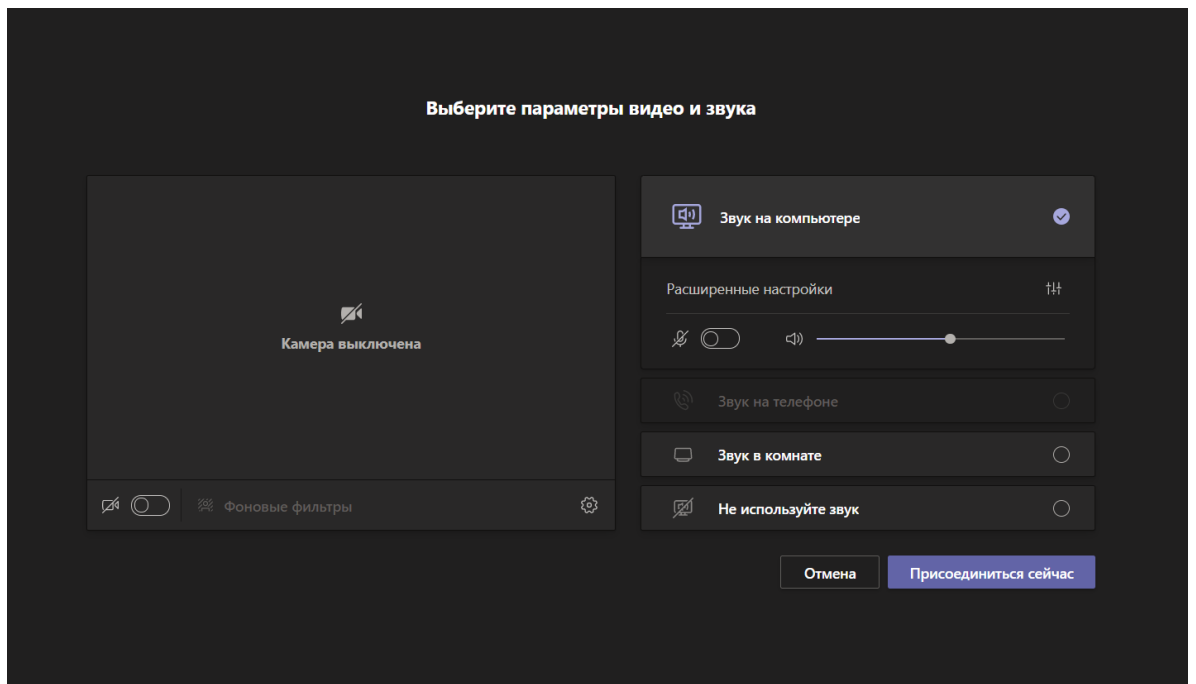 Выберите параметры видео и звука
Камера выключена
Фоновые фильтры
Звук на компьютере
Расширенные настройки
Звук на телефоне
Звук в комнате
Не используйте звук
Отмена
Присоединиться сейчас